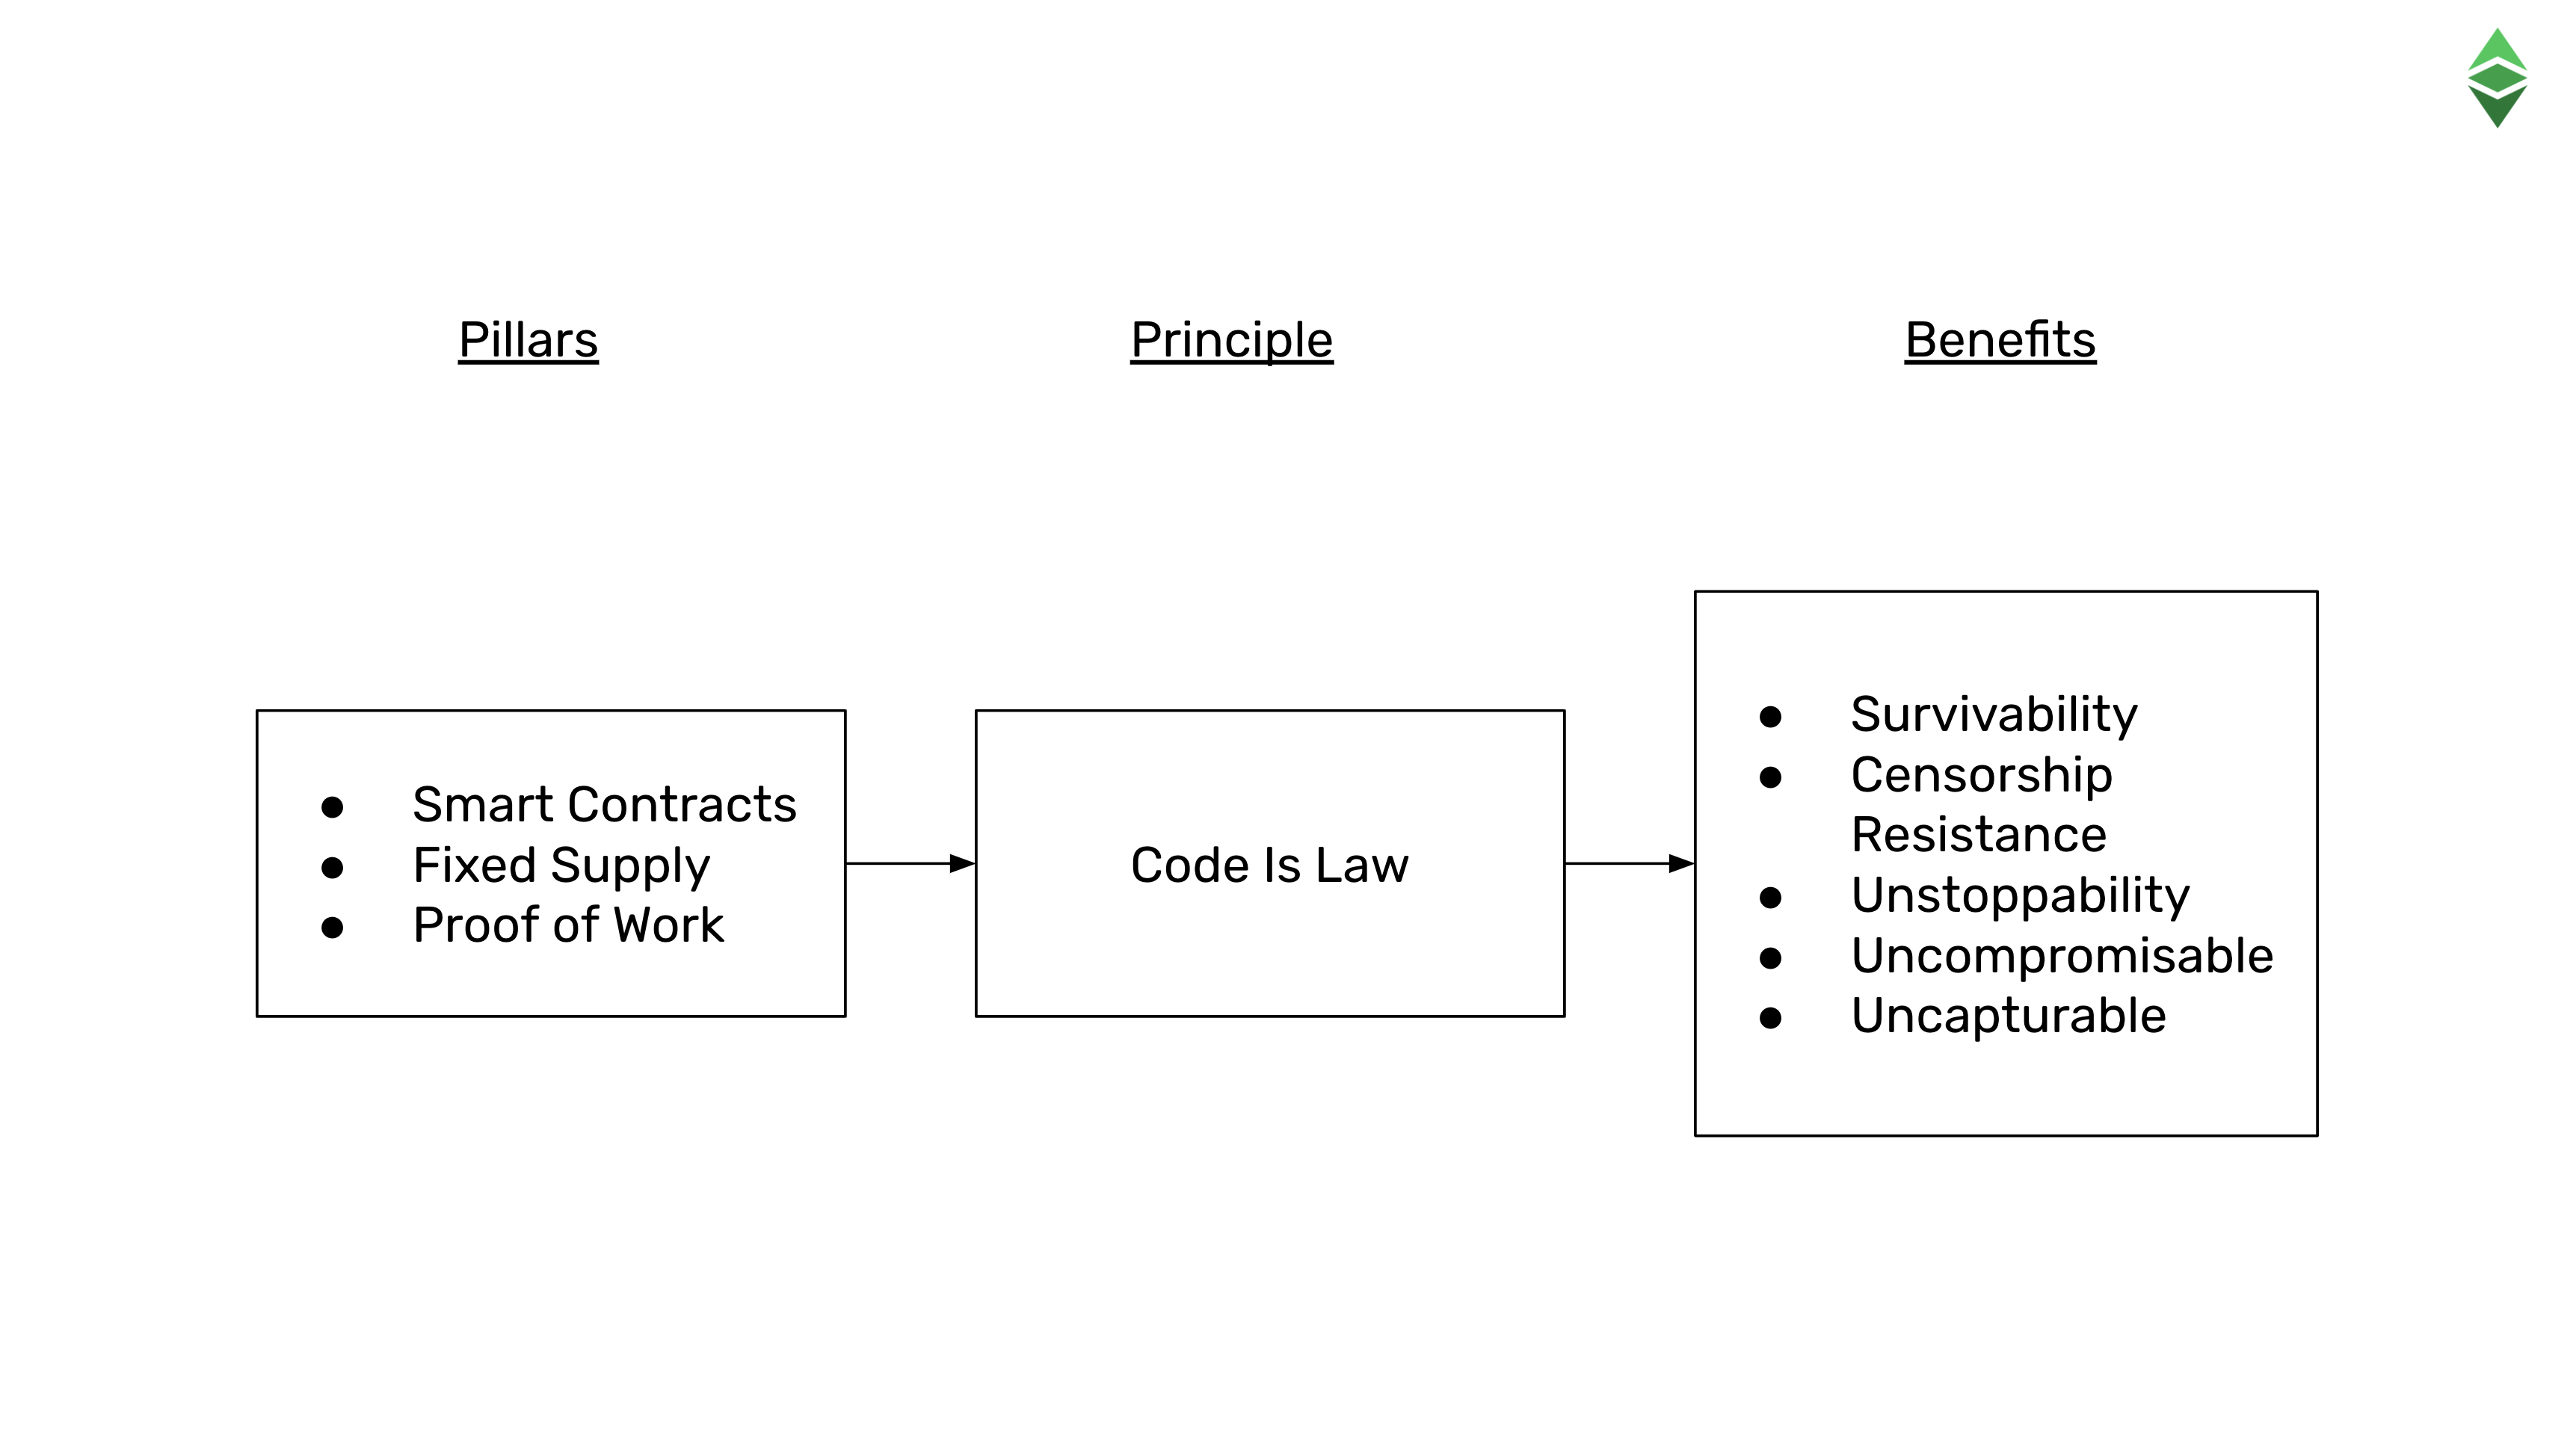 Pillars
Principle
Benefits
● Smart Contracts
● Fixed Supply
● Proof of Work
Code Is Law
● Survivability
● Censorship
Resistance
● Unstoppability
● Uncompromisable
● Uncapturable